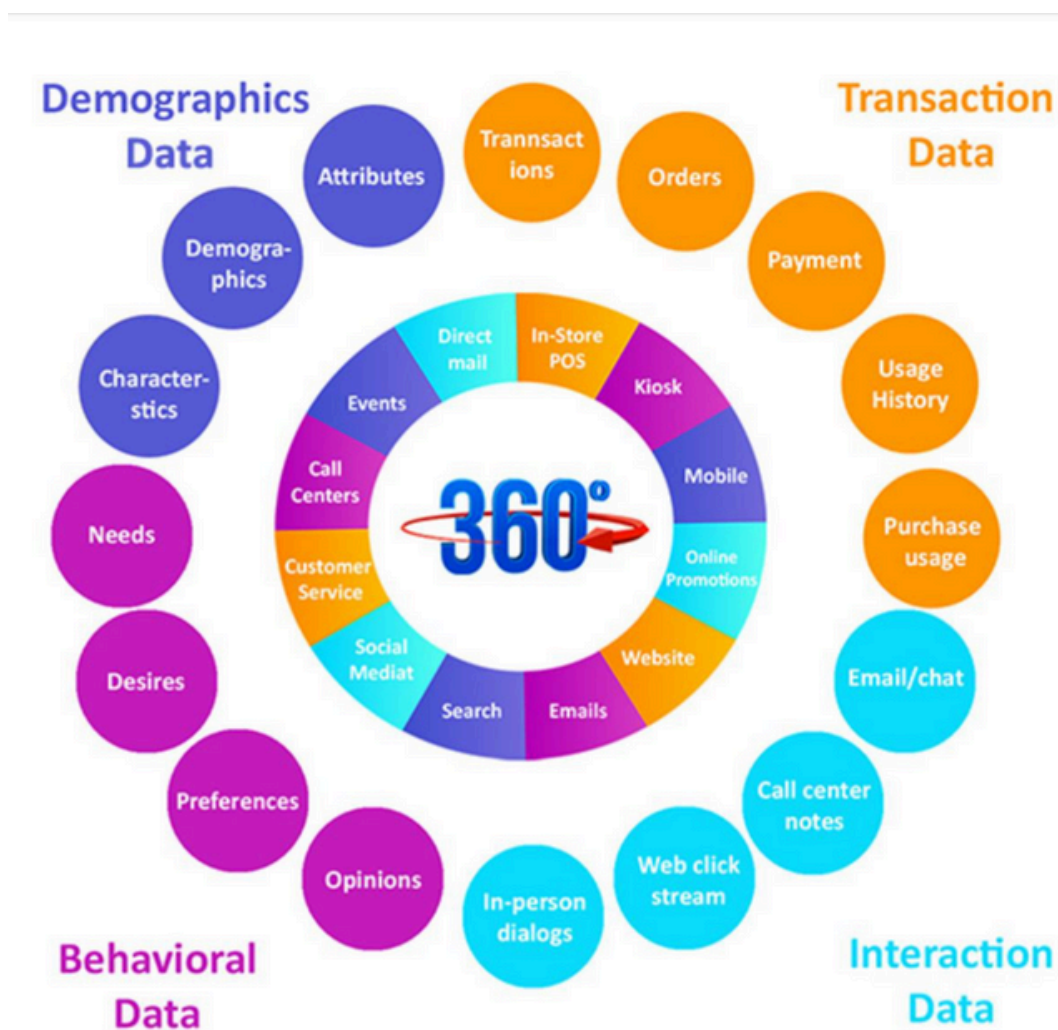 Demographics
Data
Transaction
Data
Attributes
Trannsact
ions
Orders
Payment
Usage
History
Purchase
usage
Email/chat
Call center
notes
Web click
stream
In-person
dialogs
Opinions
Preferences
Desires
Needs
Character-
stics
Demogra-
phics
Direct
mail
In-Store
POS
Kiosk
Mobile
Online
Promotions
Website
Emails
Search
Social
Mediat
Customer
Service
Call
Centers
Events
360°
Behavioral
Data
Interaction
Data